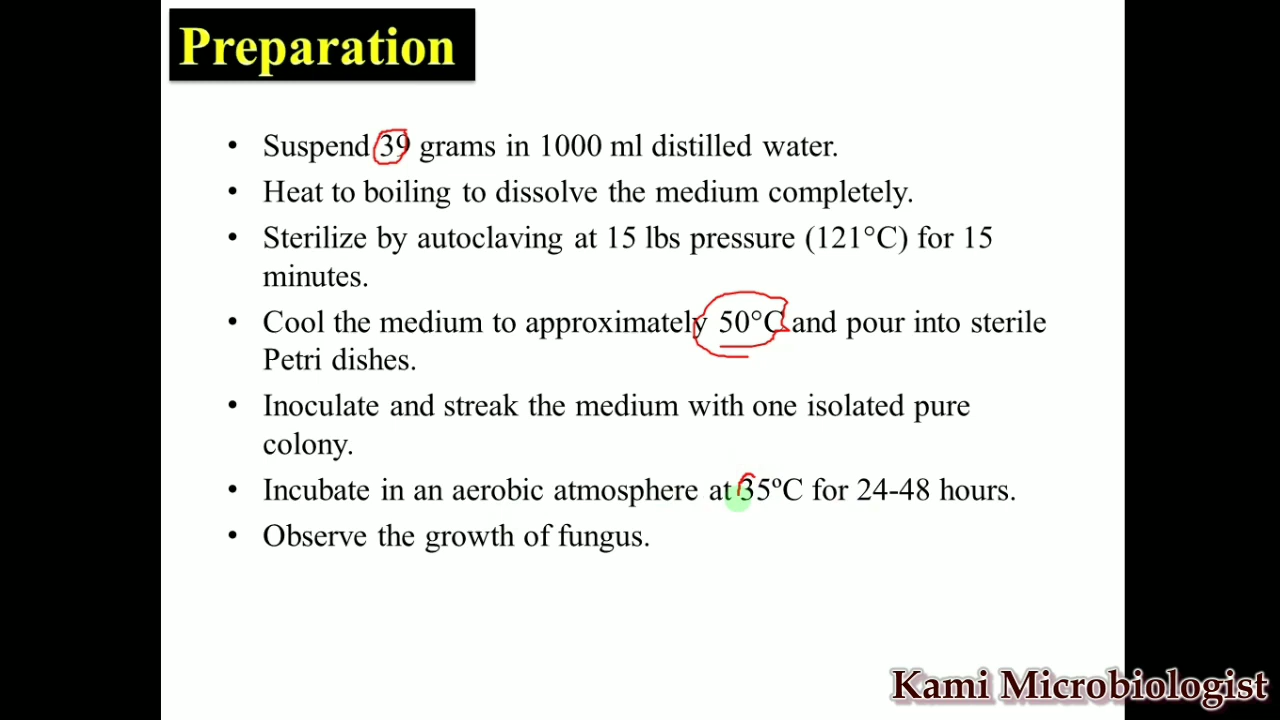 Preparation
• Suspend 39 grams in 1000 ml distilled water.
• Heat to boiling to dissolve the medium completely.
• Sterilize by autoclaving at 15 lbs pressure (121°C) for 15
minutes.
• Cool the medium to approximately 50°C and pour into sterile
Petri dishes.
• Inoculate and streak the medium with one isolated pure
colony.
• Incubate in an aerobic atmosphere at 35ºC for 24-48 hours.
• Observe the growth of fungus.
Kami Microbiologist